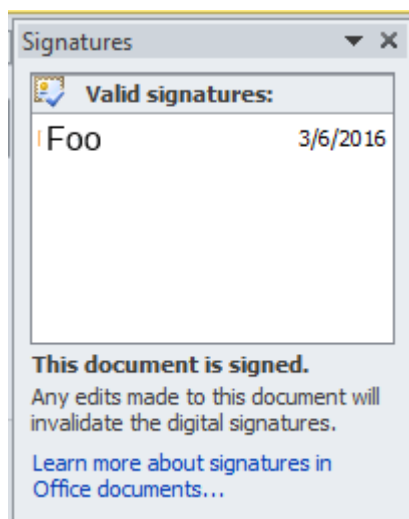 Signatures
Valid signatures:
Foo 3/6/2016
This document is signed.
Any edits made to this document will
invalidate the digital signatures.
Learn more about signatures in
Office documents...